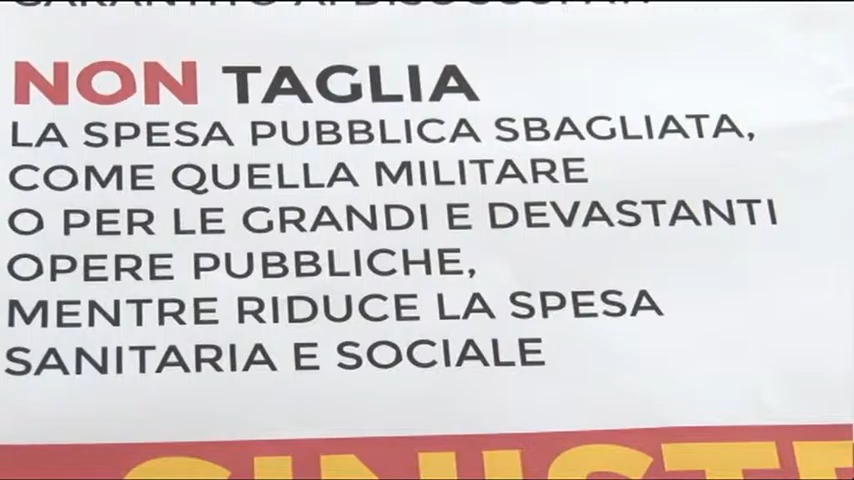 NON TAGLIA
LA SPESA PUBBLICA SBAGLIATA,
COME QUELLA MILITARE
O PER LE GRANDI E DEVASTANTI
OPERE PUBBLICHE,
MENTRE RIDUCE LA SPESA
SANITARIA E SOCIALE